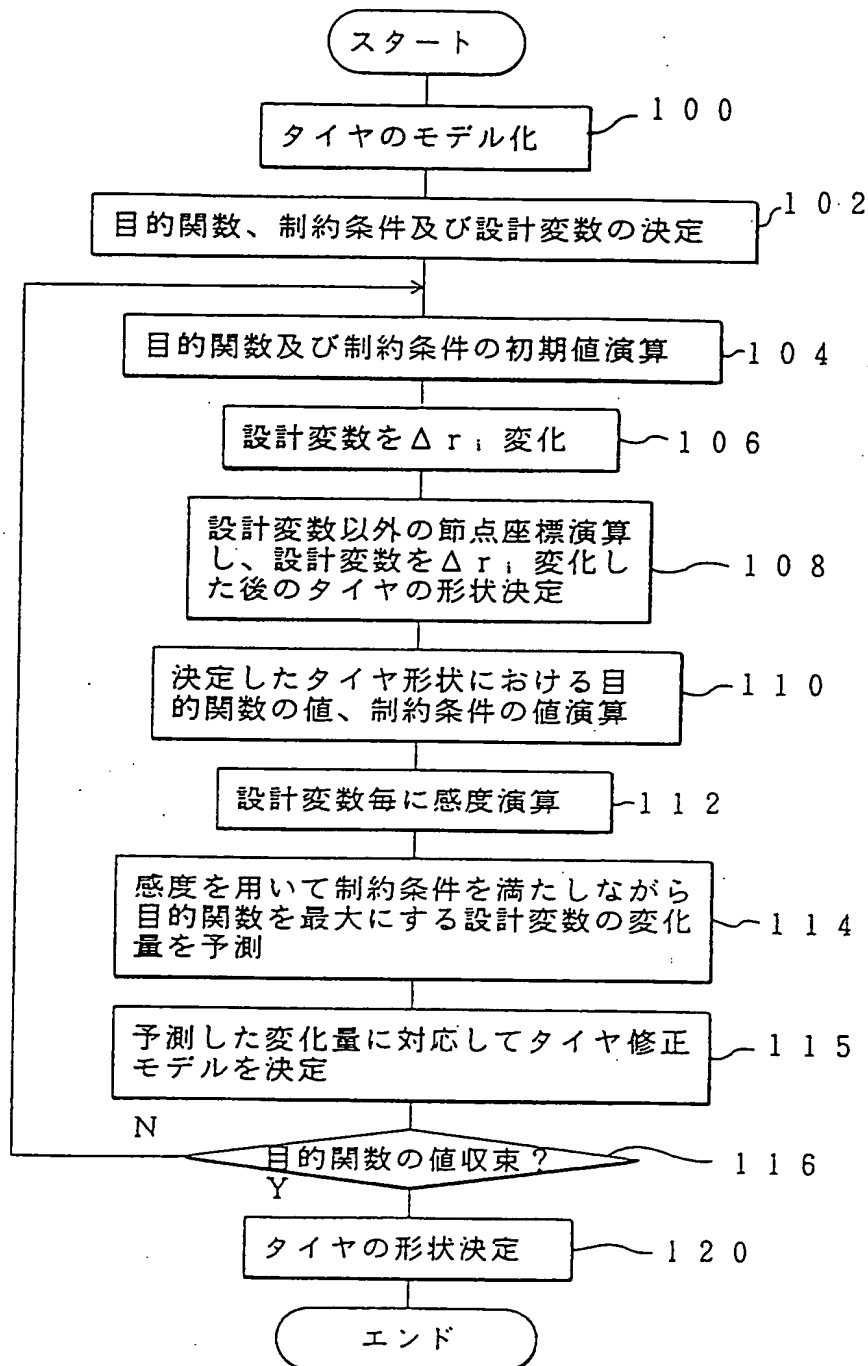 スタート
タイヤのモデル化
100
目的関数、制約条件及び設計変数の決定
102
目的関数及び制約条件の初期値演算
104
設計変数をΔri変化
106
設計変数以外の節点座標演算
し、設計変数をΔri変化し
た後のタイヤの形状決定
108
決定したタイヤ形状における目
的関数の値、制約条件の値演算
110
設計変数毎に感度演算
112
感度を用いて制約条件を満たしながら
目的関数を最大にする設計変数の変化
量を予測
114
予測した変化量に対応してタイヤ修正
モデルを決定
115
N
目的関数の値収束?
116
Y
タイヤの形状決定
120
エンド